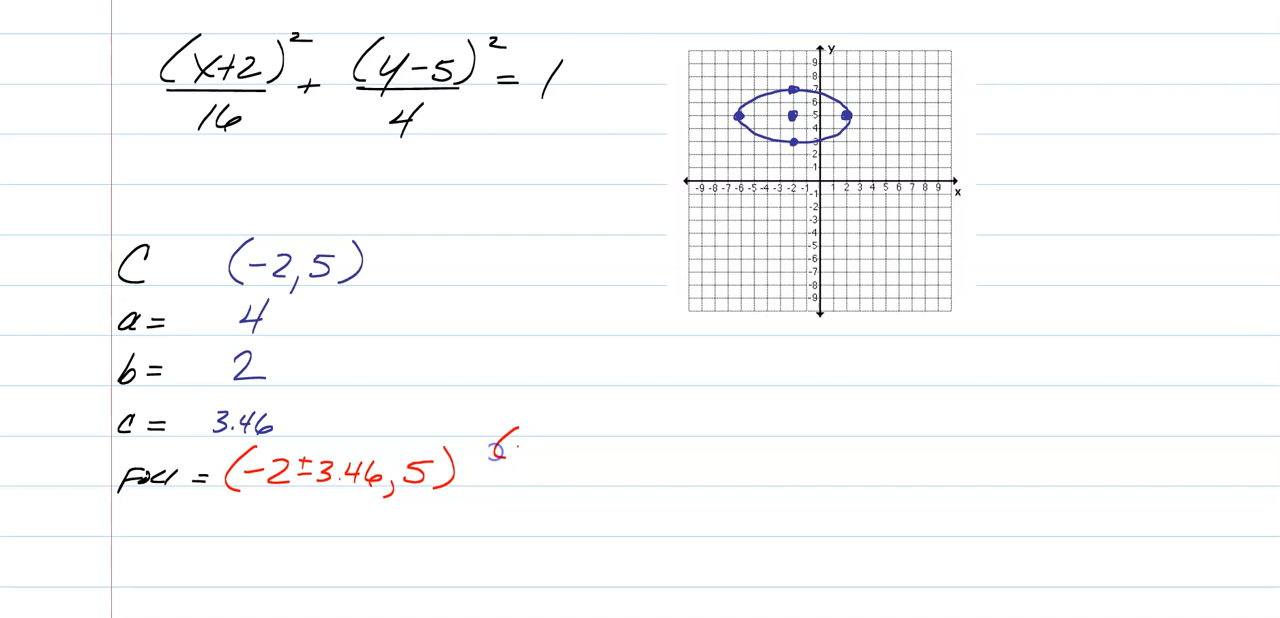 (x+2)²/16 + (y-5)²/4 = 1
y
9
8
7
6
5
4
3
2
1
-9 -8 -7 -6 -5 -4 -3 -2 -1 1 2 3 4 5 6 7 8 9
x
-1
-2
-3
-4
-5
-6
-7
-8
-9
C (-2,5)
a = 4
b = 2
c = 3.46
Foci = (-2±3.46, 5) (